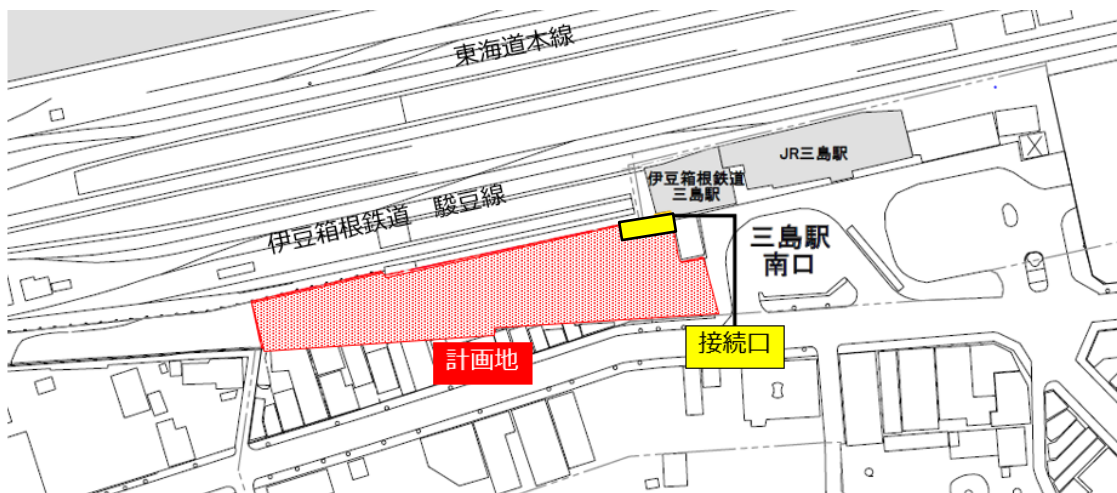 東海道本線
JR三島駅
伊豆箱根鉄道
三島駅
伊豆箱根鉄道　駿豆線
三島駅
南口
接続口
計画地